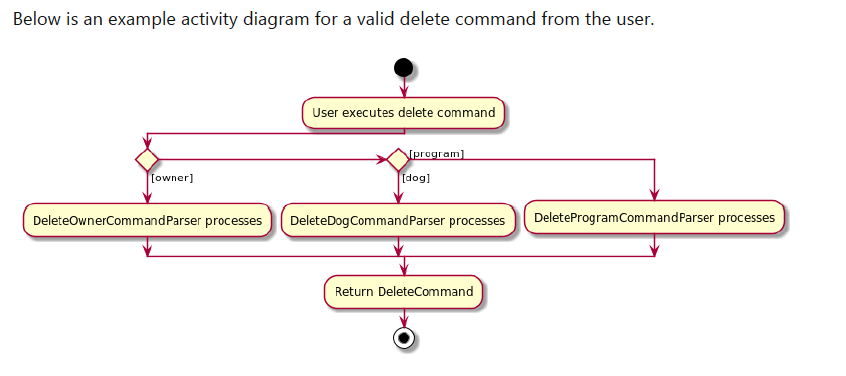 Below is an example activity diagram for a valid delete command from the user.
User executes delete command
[program]
[owner]
[dog]
DeleteOwnerCommandParser processes
DeleteDogCommandParser processes
DeleteProgramCommandParser processes
Return DeleteCommand